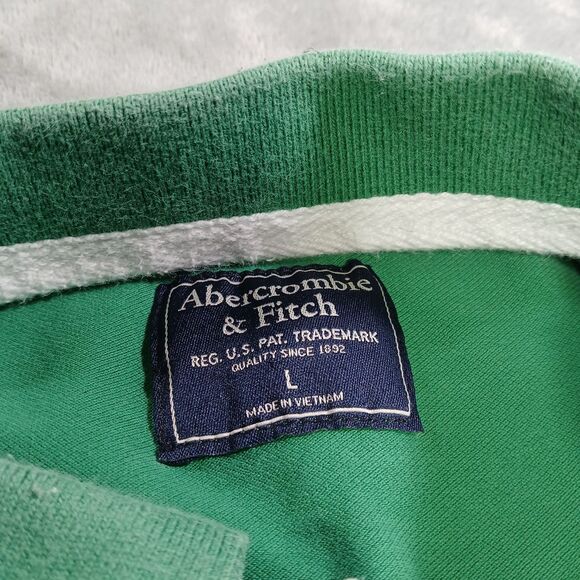 Abercrombie
& Fitch
REG. U.S. PAT. TRADEMARK
QUALITY SINCE 1892
L
MADE IN VIETNAM